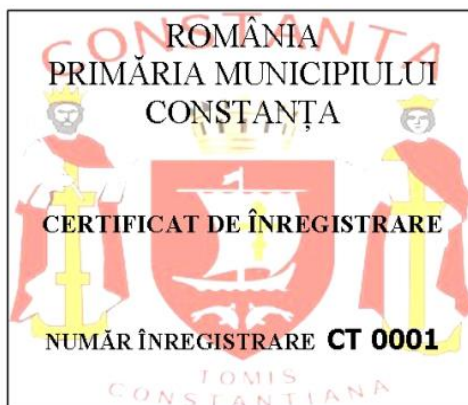 CONSTANTA
ROMÂNIA
PRIMĂRIA MUNICIPIULUI
CONSTANȚA
CERTIFICAT DE ÎNREGISTRARE
NUMĂR ÎNREGISTRARE CT 0001
TOMIS
CONSTANTIANA